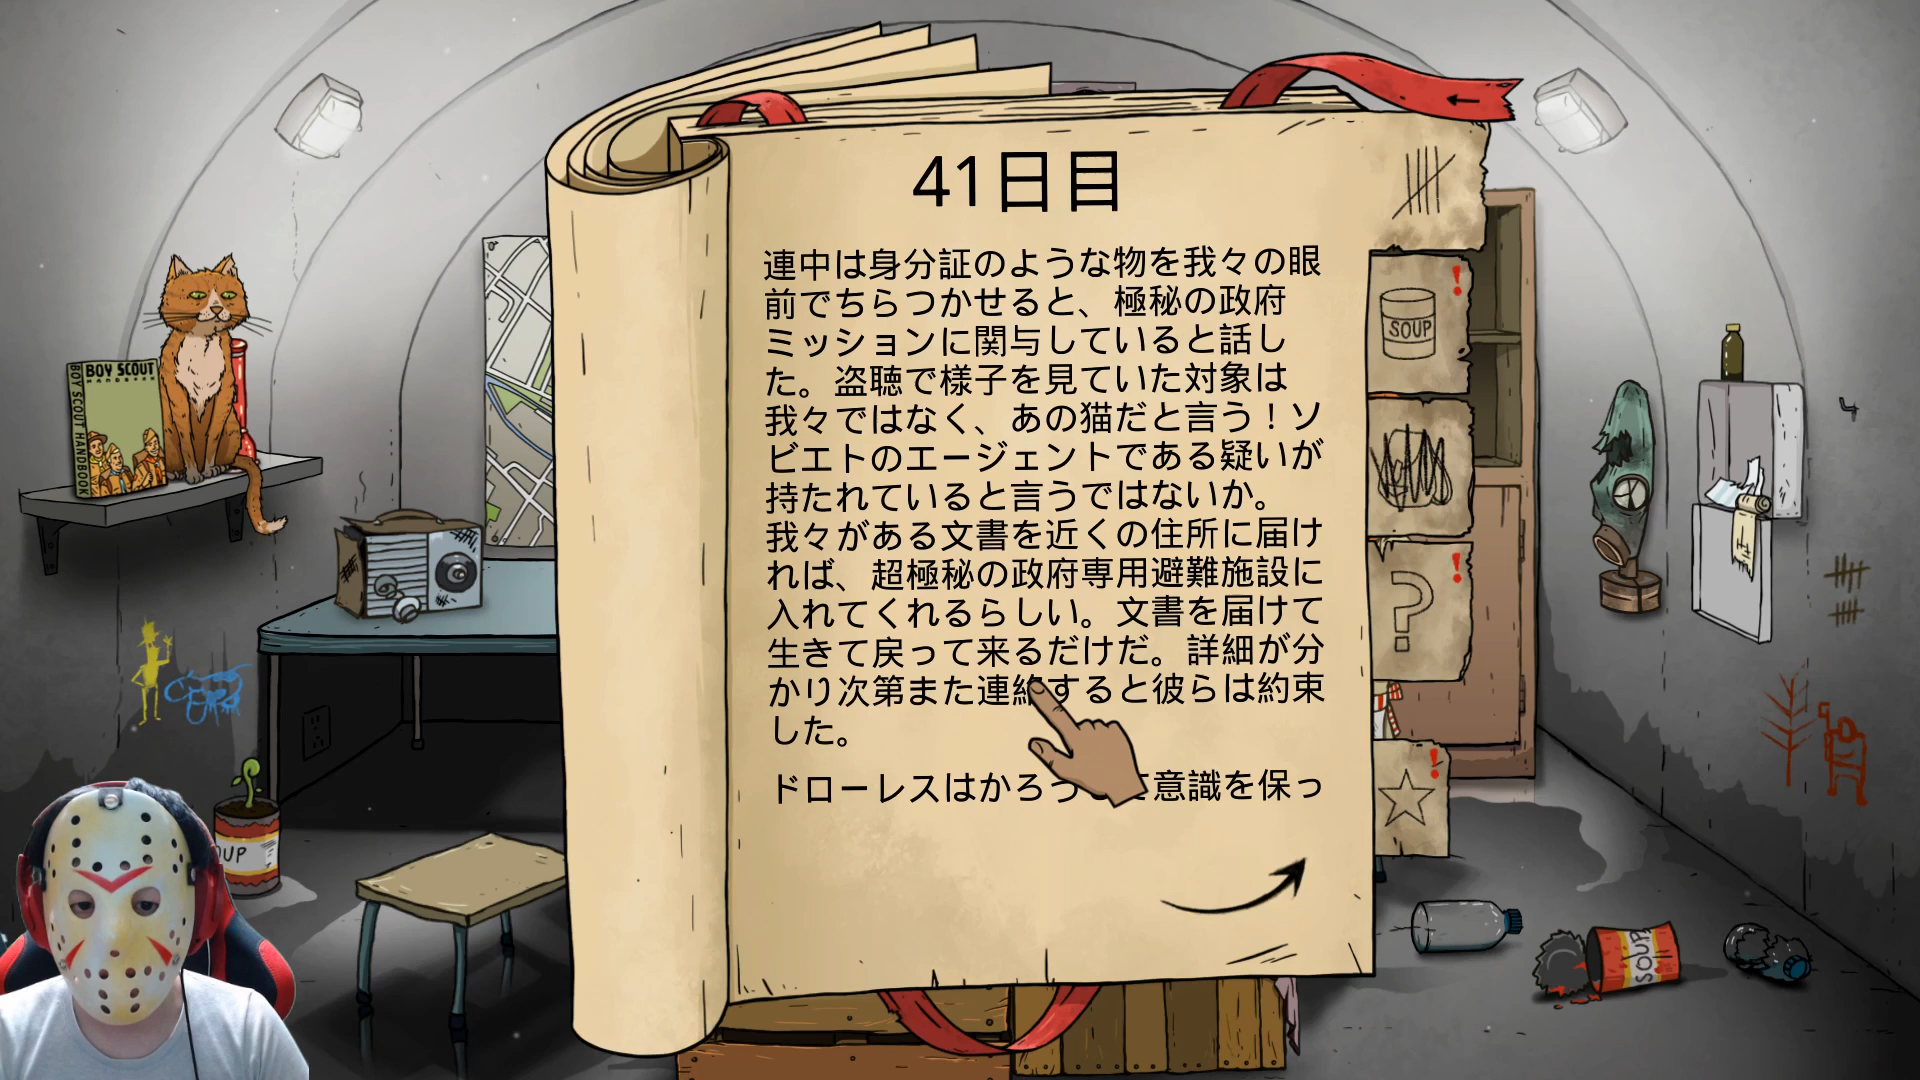 41日目
連中は身分証のような物を我々の眼
前でちらつかせると、極秘の政府
ミッションに関与していると話し
た。盗聴で様子を見ていた対象は
我々ではなく、あの猫だと言う！ソ
ビエトのエージェントである疑いが
持たれていると言うではないか。
我々がある文書を近くの住所に届け
れば、超極秘の政府専用避難施設に
入れてくれるらしい。文書を届けて
生きて戻って来るだけだ。詳細が分
かり次第また連絡すると彼らは約束
した。
ドローレスはかろう　　意識を保っ
SOUP
BOY SCOUT
HANDBOOK
BOY SCOUT HANDBOOK
UP
SOUP